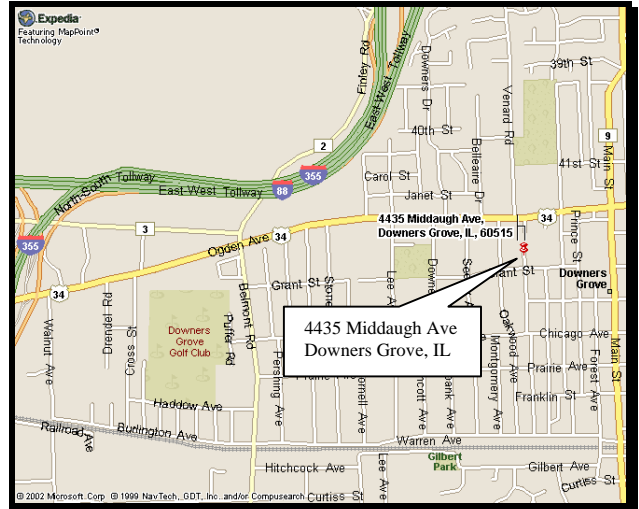 Expedia
Featuring MapPoint®
Technology
Finley Rd
East-West Tollway
Downers Dr
39th St
Venard Rd
2
9
Main St
40th St
Belleaire Dr
41st St
Carol St
355
88
Janet St
North-South Tollway
East-West Tollway
4435 Middaugh Ave,
Downers Grove, IL, 60515
34
Prince St
3
Ogden Ave
34
355
Grant St
Lee Ave
Grant St
Downers
Grove
34
Drendel Rd
Belmont Rd
4435 Middaugh Ave
Downers Grove, IL
Oakwood Ave
Chicago Ave
Walnut Ave
Cross St
Downers
Grove
Golf Club
Puffer Rd
Pershing Ave
Montgomery Ave
Prairie Ave
Forest Ave
Franklin St
Haddow Ave
Railroad Ave
Burlington Ave
Warren Ave
Gilbert
Park
Hitchcock Ave
Lee Ave
Gilbert Ave
Curtiss St
Curtiss St
© 2002 Microsoft Corp © 1999 NavTech, GDT, Inc. and/or Compusearch